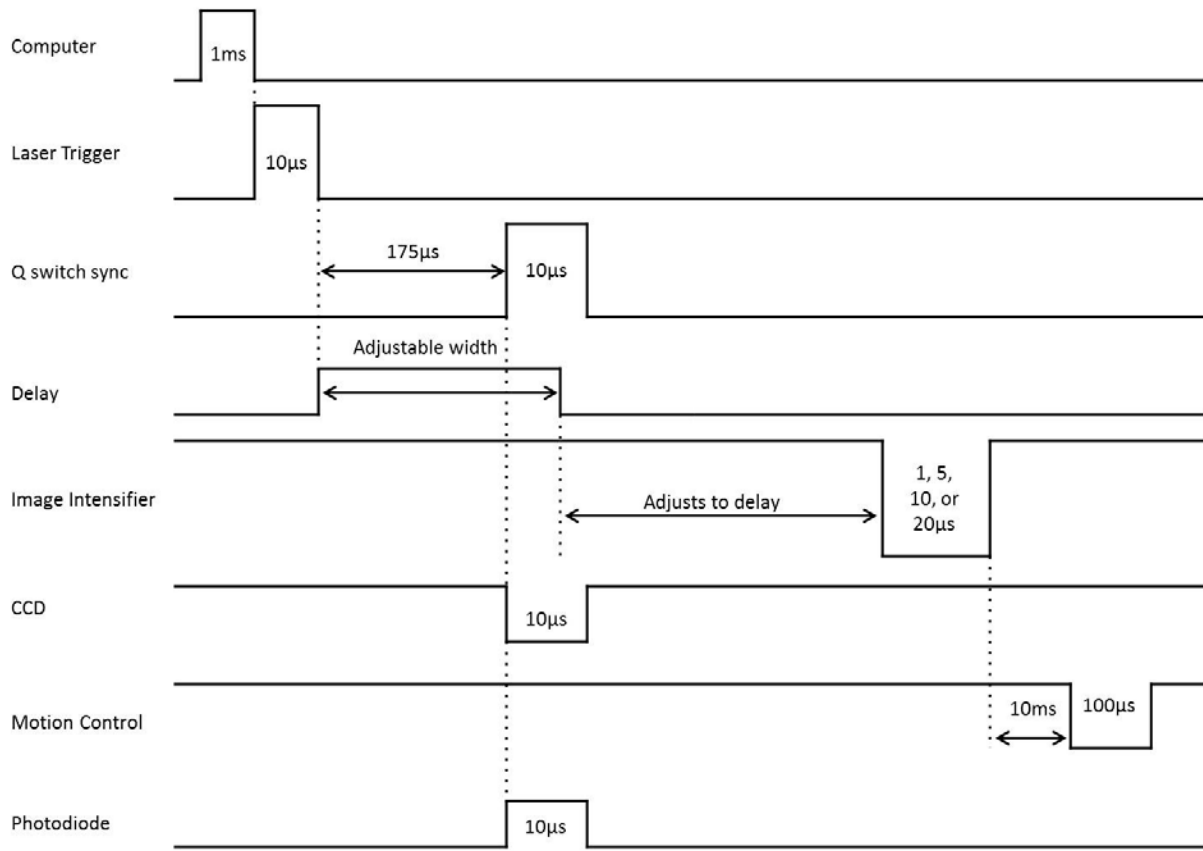 Computer
1ms
Laser Trigger
10µs
Q switch sync
175µs
10µs
Delay
Adjustable width
Image Intensifier
Adjusts to delay
1, 5,
10, or
20µs
CCD
10µs
Motion Control
10ms
100µs
Photodiode
10µs